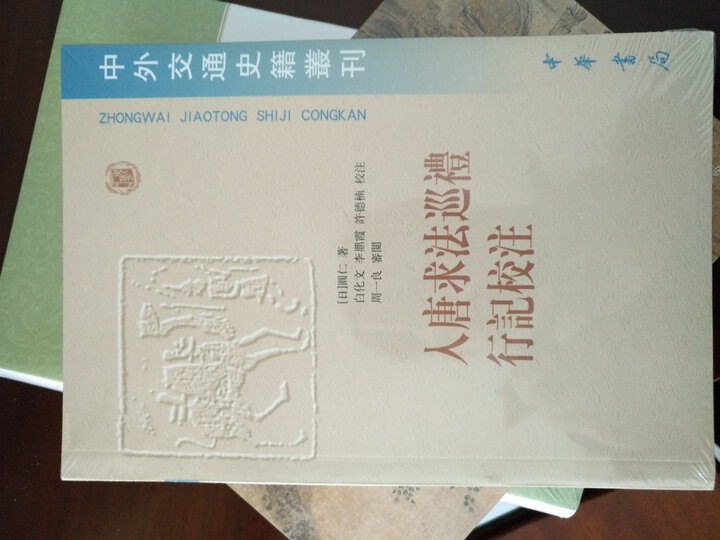 中外交通史籍叢刊
ZHONGWAI JIAOTONG SHIJI CONGKAN
中華書局
入唐求法巡禮
行記校注
[日]圓仁 著
白化文 李鼎霞 許德楠 校注
周一良 審閱